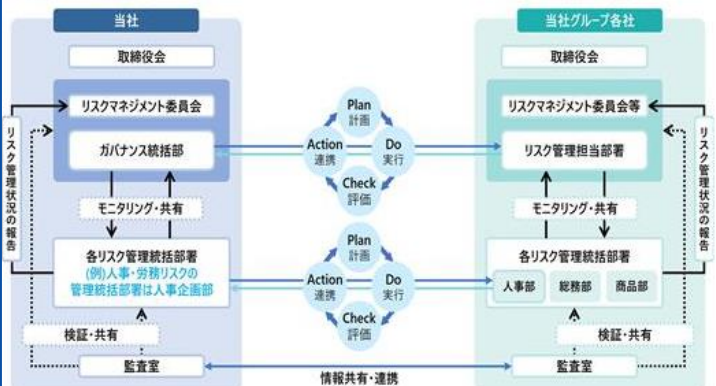 当社
取締役会
リスクマネジメント委員会
ガバナンス統括部
モニタリング・共有
各リスク管理統括部署
(例)人事・労務リスクの
管理統括部署は人事企画部
検証・共有
監査室
リスク管理状況の報告
Plan
計画
Action
連携
Do
実行
Check
評価
Plan
計画
Action
連携
Do
実行
Check
評価
情報共有・連携
当社グループ各社
取締役会
リスクマネジメント委員会等
リスク管理担当部署
モニタリング・共有
各リスク管理統括部署
人事部
総務部
商品部
検証・共有
監査室
リスク管理状況の報告